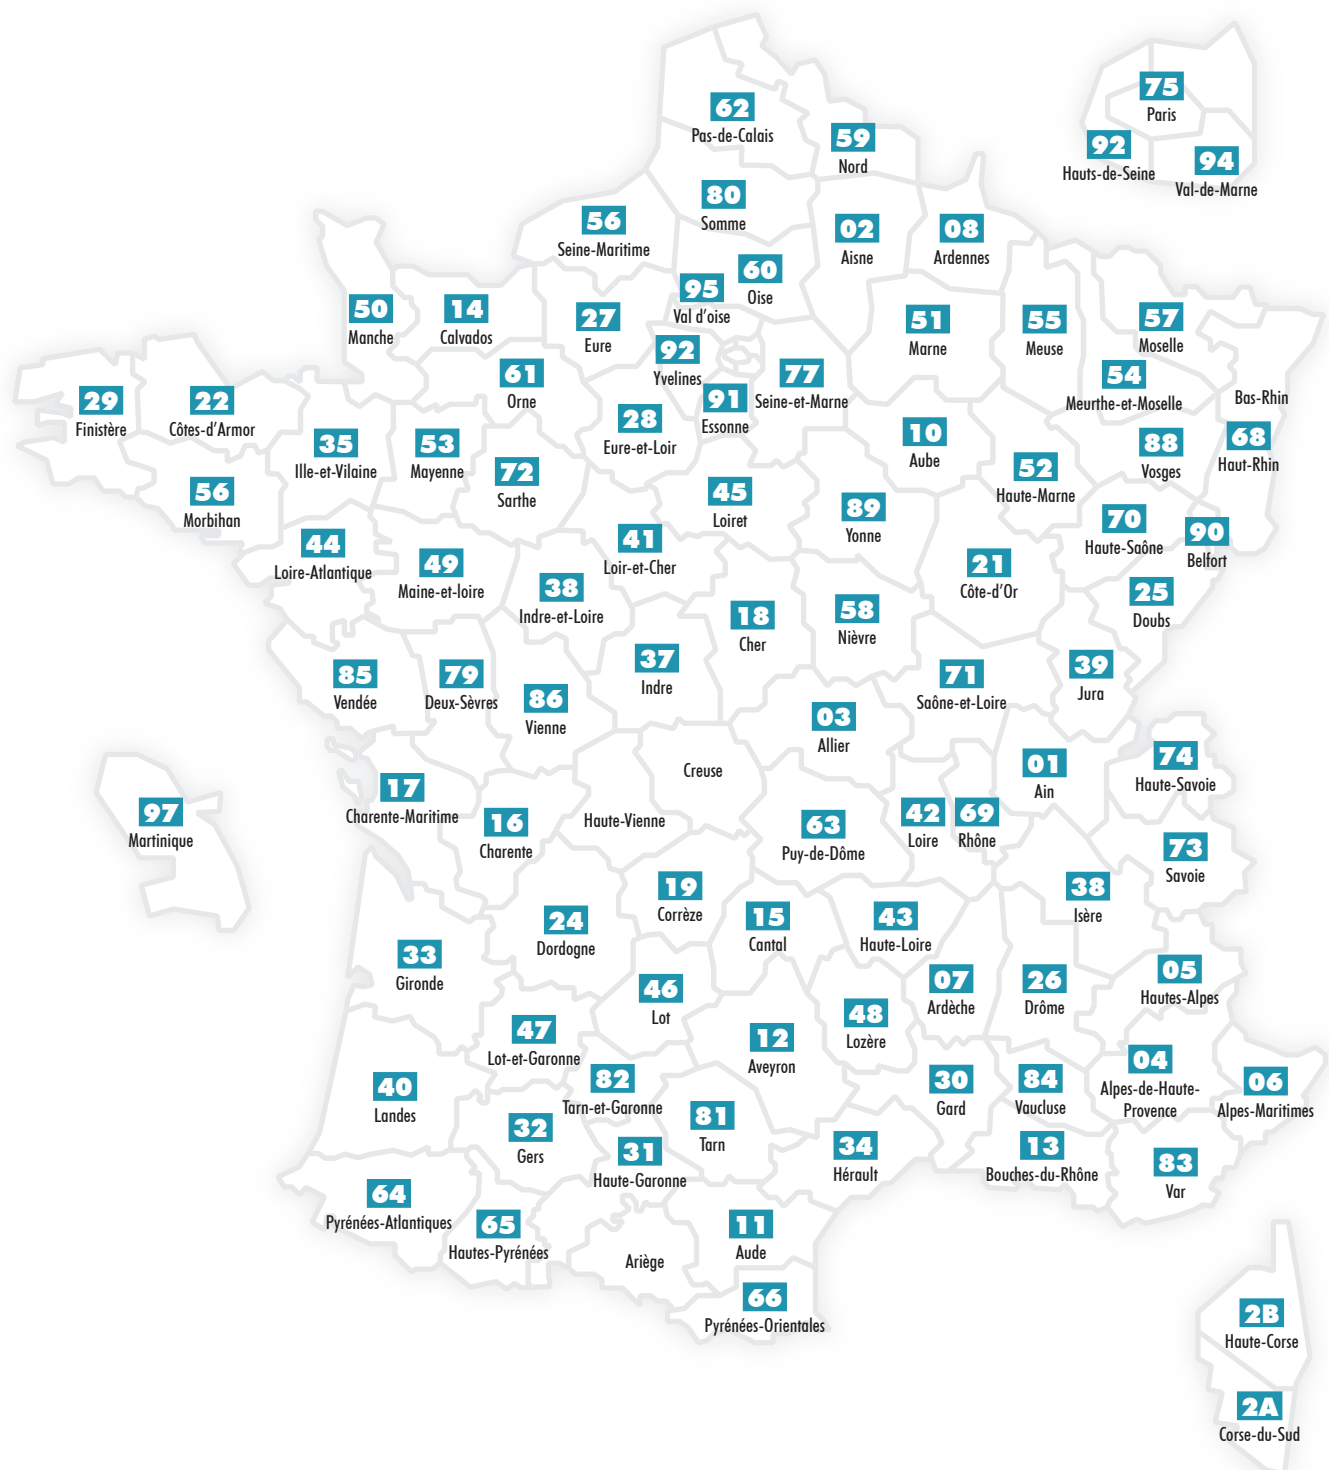 62
Pas-de-Calais
59
Nord
75
Paris
92
Hauts-de-Seine
94
Val-de-Marne
80
Somme
56
Seine-Maritime
02
Aisne
08
Ardennes
60
Oise
95
Val d’oise
50
Manche
14
Calvados
27
Eure
51
Marne
55
Meuse
57
Moselle
92
Yvelines
61
Orne
77
Seine-et-Marne
54
Meurthe-et-Moselle
Bas-Rhin
29
Finistère
22
Côtes-d’Armor
91
Essonne
28
Eure-et-Loir
10
Aube
35
Ille-et-Vilaine
53
Mayenne
88
Vosges
68
Haut-Rhin
72
Sarthe
52
Haute-Marne
56
Morbihan
45
Loiret
89
Yonne
70
Haute-Saône
90
Belfort
44
Loire-Atlantique
41
Loir-et-Cher
49
Maine-et-loire
21
Côte-d’Or
38
Indre-et-Loire
25
Doubs
18
Cher
58
Nièvre
37
Indre
39
Jura
85
Vendée
79
Deux-Sèvres
71
Saône-et-Loire
86
Vienne
03
Allier
Creuse
01
Ain
74
Haute-Savoie
17
Charente-Maritime
97
Martinique
16
Charente
Haute-Vienne
63
Puy-de-Dôme
42
Loire
69
Rhône
73
Savoie
19
Corrèze
38
Isère
24
Dordogne
15
Cantal
43
Haute-Loire
33
Gironde
46
Lot
07
Ardèche
26
Drôme
05
Hautes-Alpes
47
Lot-et-Garonne
12
Aveyron
48
Lozère
40
Landes
82
Tarn-et-Garonne
30
Gard
84
Vaucluse
04
Alpes-de-Haute-
Provence
06
Alpes-Maritimes
32
Gers
81
Tarn
31
Haute-Garonne
34
Hérault
13
Bouches-du-Rhône
83
Var
64
Pyrénées-Atlantiques
65
Hautes-Pyrénées
11
Aude
Ariège
66
Pyrénées-Orientales
2B
Haute-Corse
2A
Corse-du-Sud